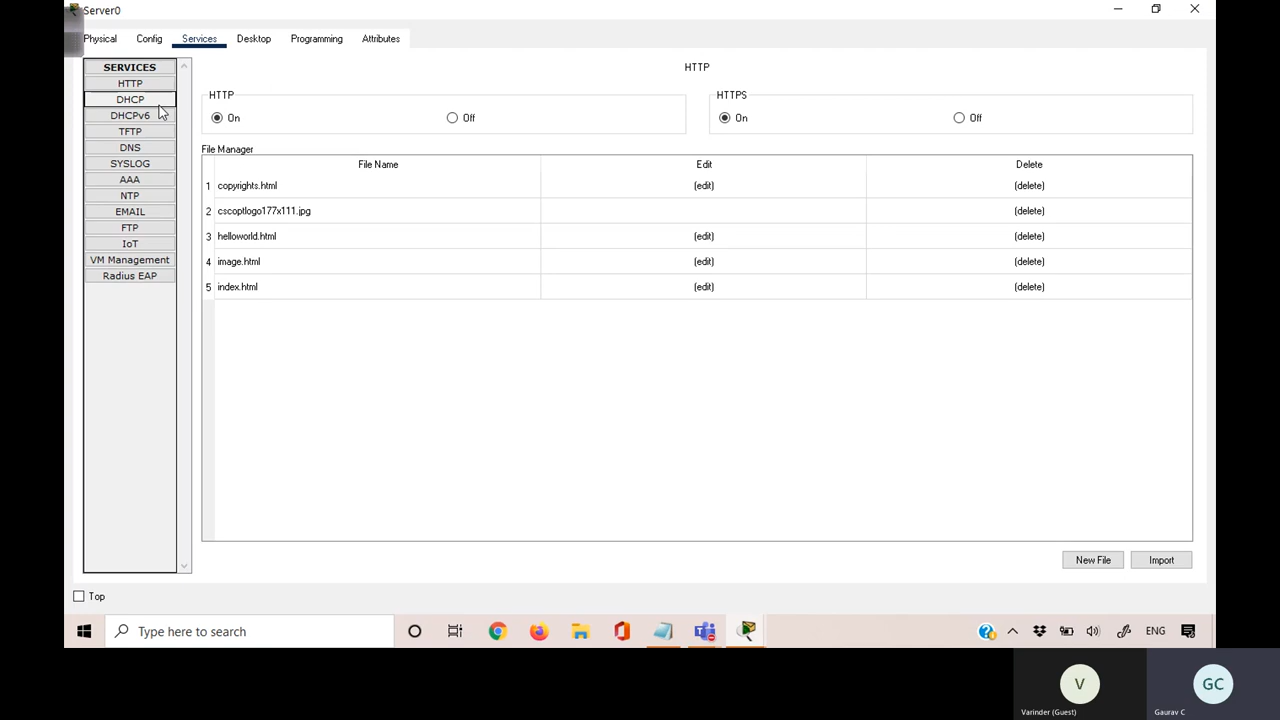 Server0
Physical Config Services Desktop Programming Attributes
SERVICES
HTTP
DHCP
DHCPv6
TFTP
DNS
SYSLOG
AAA
NTP
EMAIL
FTP
IoT
VM Management
Radius EAP
HTTP
HTTP
On Off
HTTPS
On Off
File Manager
File Name Edit Delete
1 copyrights.html (edit) (delete)
2 cscoptlogo177x111.jpg (delete)
3 helloworld.html (edit) (delete)
4 image.html (edit) (delete)
5 index.html (edit) (delete)
New File Import
Top
Type here to search
ENG
V
Varinder (Guest)
GC
Gaurav C